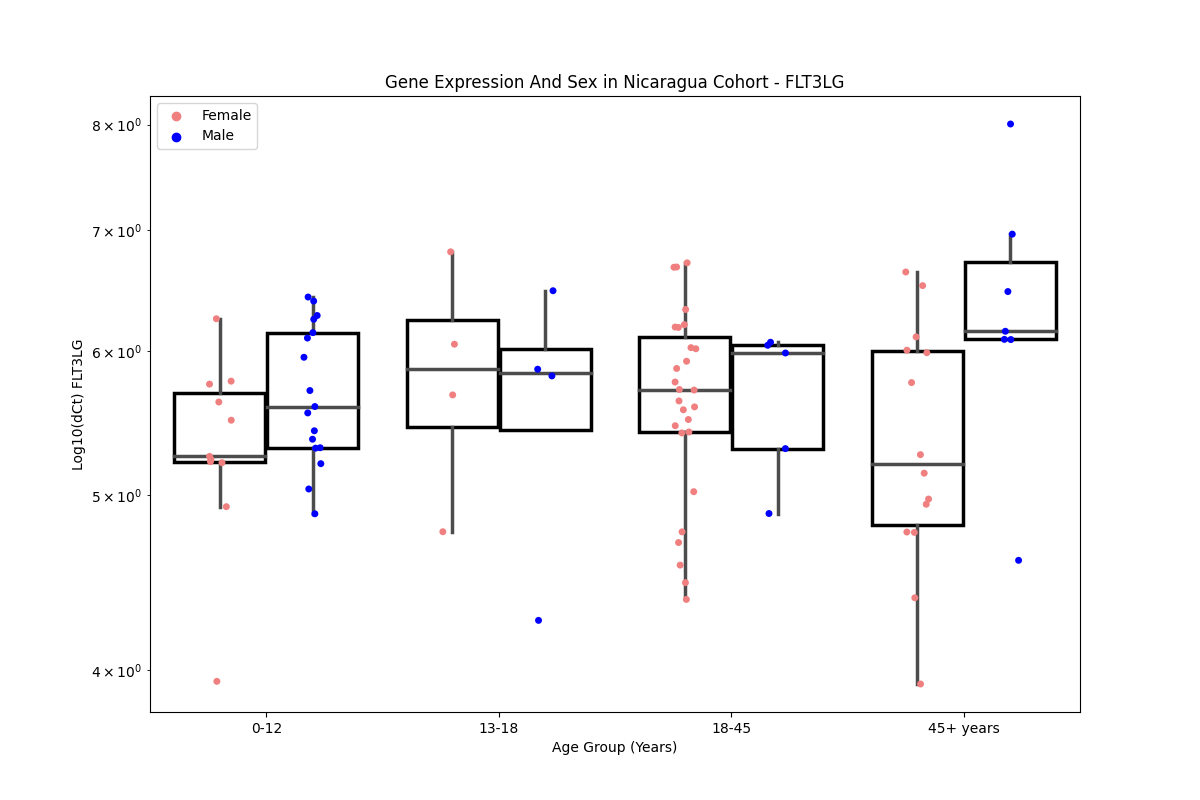 Gene Expression And Sex in Nicaragua Cohort - FLT3LG
Female
Male
8 × 10⁰
7 × 10⁰
6 × 10⁰
5 × 10⁰
4 × 10⁰
Log10(dCt) FLT3LG
0-12
13-18
18-45
45+ years
Age Group (Years)